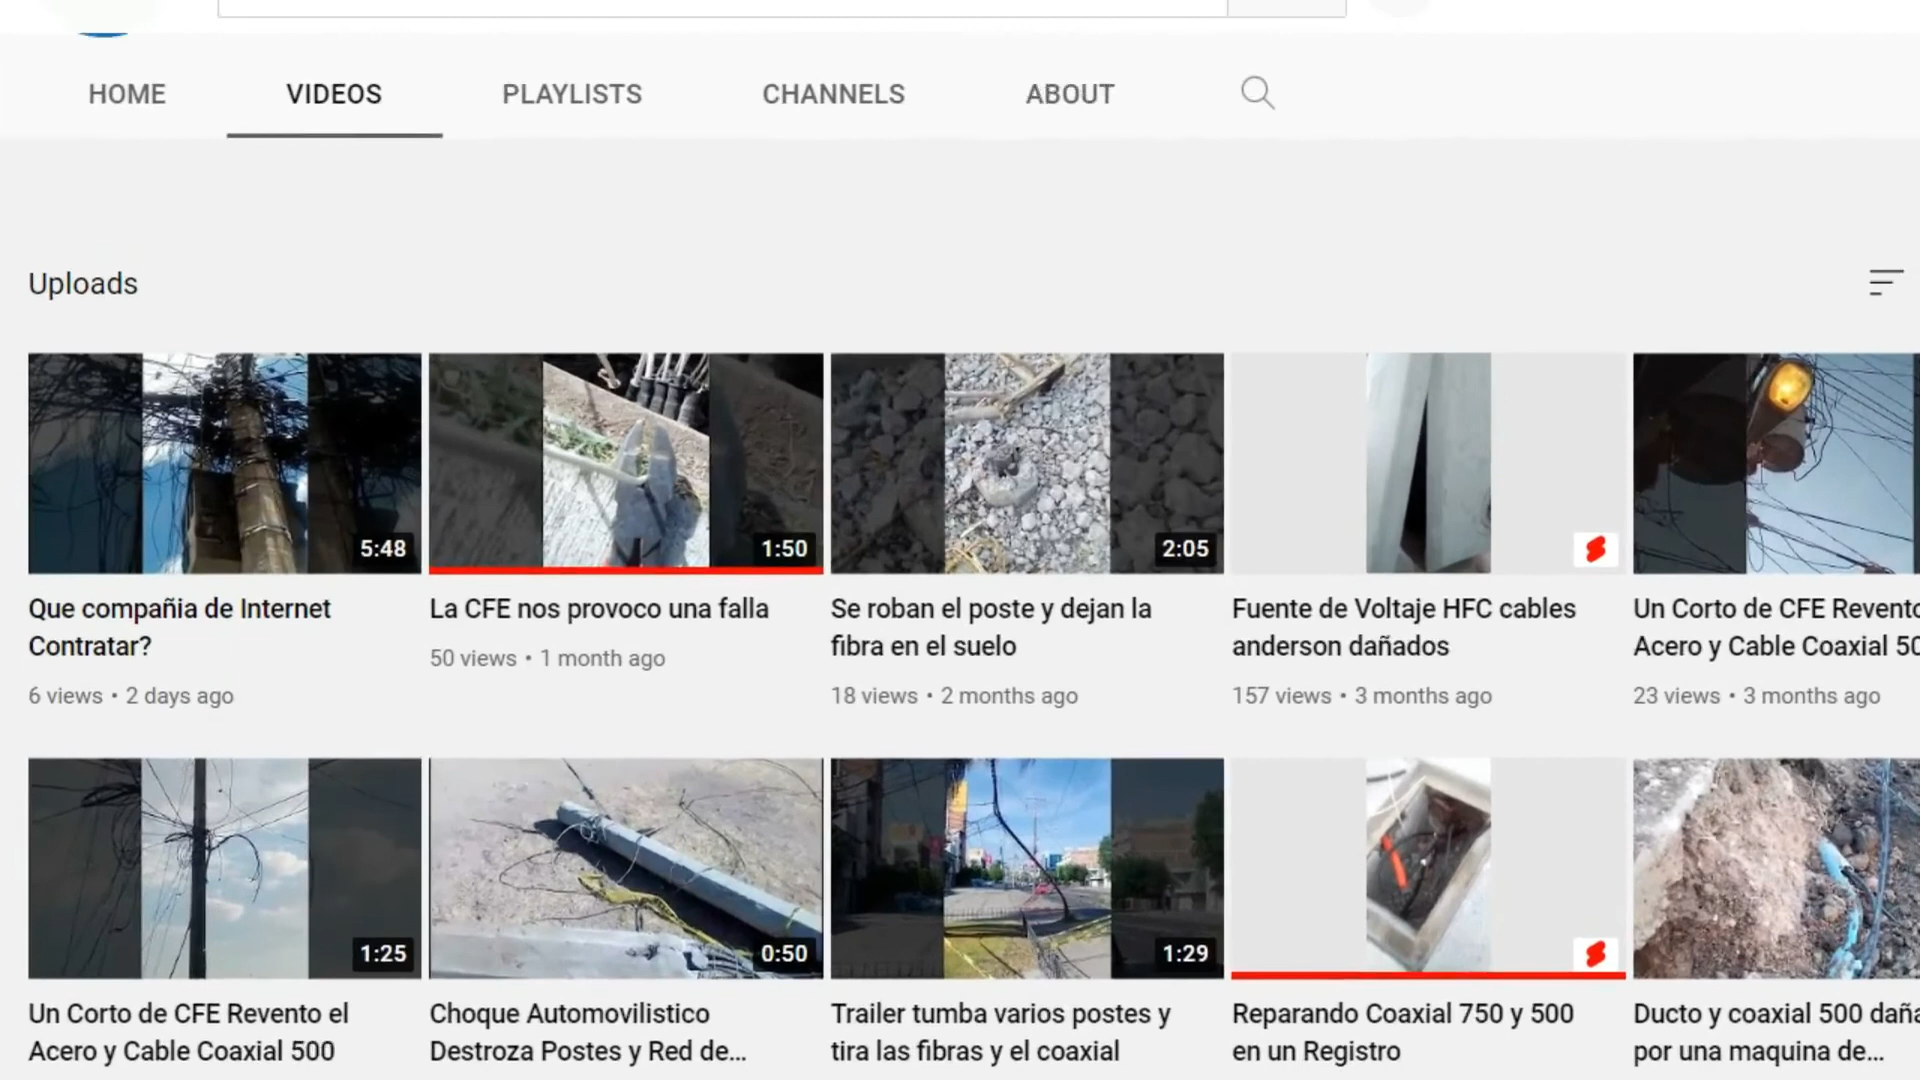 HOME VIDEOS PLAYLISTS CHANNELS ABOUT
Uploads
5:48
Que compañia de Internet
Contratar?
6 views • 2 days ago
1:50
La CFE nos provoco una falla
50 views • 1 month ago
2:05
Se roban el poste y dejan la
fibra en el suelo
18 views • 2 months ago
Fuente de Voltaje HFC cables
anderson dañados
157 views • 3 months ago
Un Corto de CFE Revento
Acero y Cable Coaxial 50
23 views • 3 months ago
1:25
Un Corto de CFE Revento el
Acero y Cable Coaxial 500
0:50
Choque Automovilistico
Destroza Postes y Red de...
1:29
Trailer tumba varios postes y
tira las fibras y el coaxial
Reparando Coaxial 750 y 500
en un Registro
Ducto y coaxial 500 daña
por una maquina de...